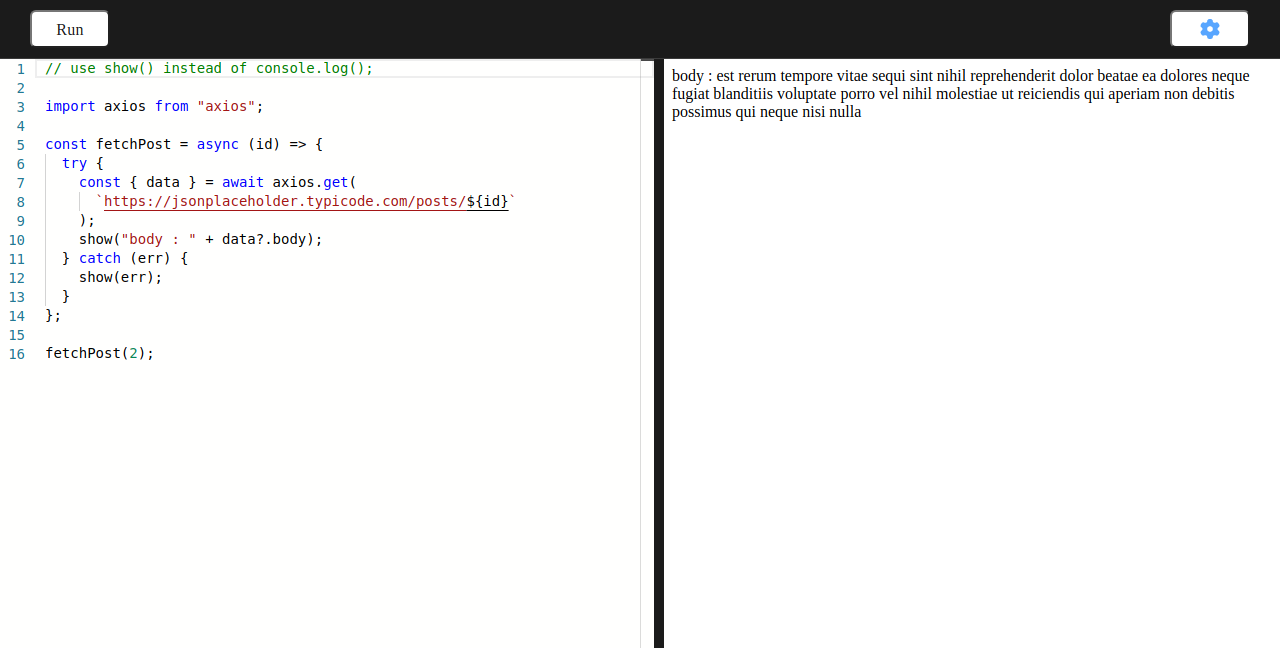 Run
1 // use show() instead of console.log();
2
3 import axios from "axios";
4
5 const fetchPost = async (id) => {
6   try {
7     const { data } = await axios.get(
8       `https://jsonplaceholder.typicode.com/posts/${id}`
9     );
10     show("body : " + data?.body);
11   } catch (err) {
12     show(err);
13   }
14 };
15
16 fetchPost(2);
body : est rerum tempore vitae sequi sint nihil reprehenderit dolor beatae ea dolores neque
fugiat blanditiis voluptate porro vel nihil molestiae ut reiciendis qui aperiam non debitis
possimus qui neque nisi nulla